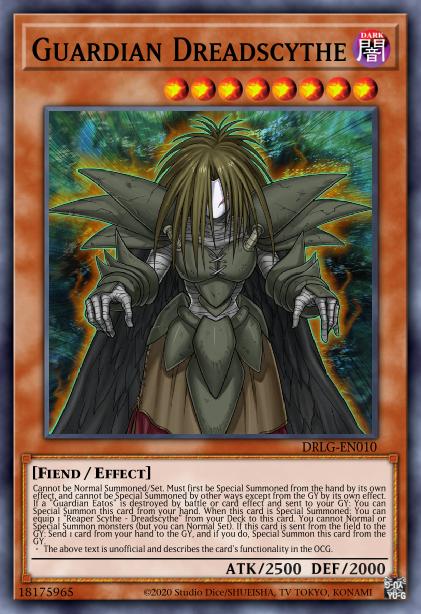 GUARDIAN DREADSCYTHE
DARK
闇
DRLG-EN010
[FIEND / EFFECT]
Cannot be Normal Summoned/Set. Must first be Special Summoned from the hand by its own
effect, and cannot be Special Summoned by other ways except from the GY by its own effect.
If a "Guardian Eatos" is destroyed by battle or card effect and sent to your GY: You can
Special Summon this card from your hand. When this card is Special Summoned: You can
equip 1 "Reaper Scythe - Dreadscythe" from your Deck to this card. You cannot Normal or
Special Summon monsters (but you can Normal Set). If this card is sent from the field to the
GY: Send 1 card from your hand to the GY, and if you do, Special Summon this card from the
GY.
- The above text is unofficial and describes the card's functionality in the OCG.
ATK/2500 DEF/2000
18175965
©2020 Studio Dice/SHUEISHA, TV TOKYO, KONAMI